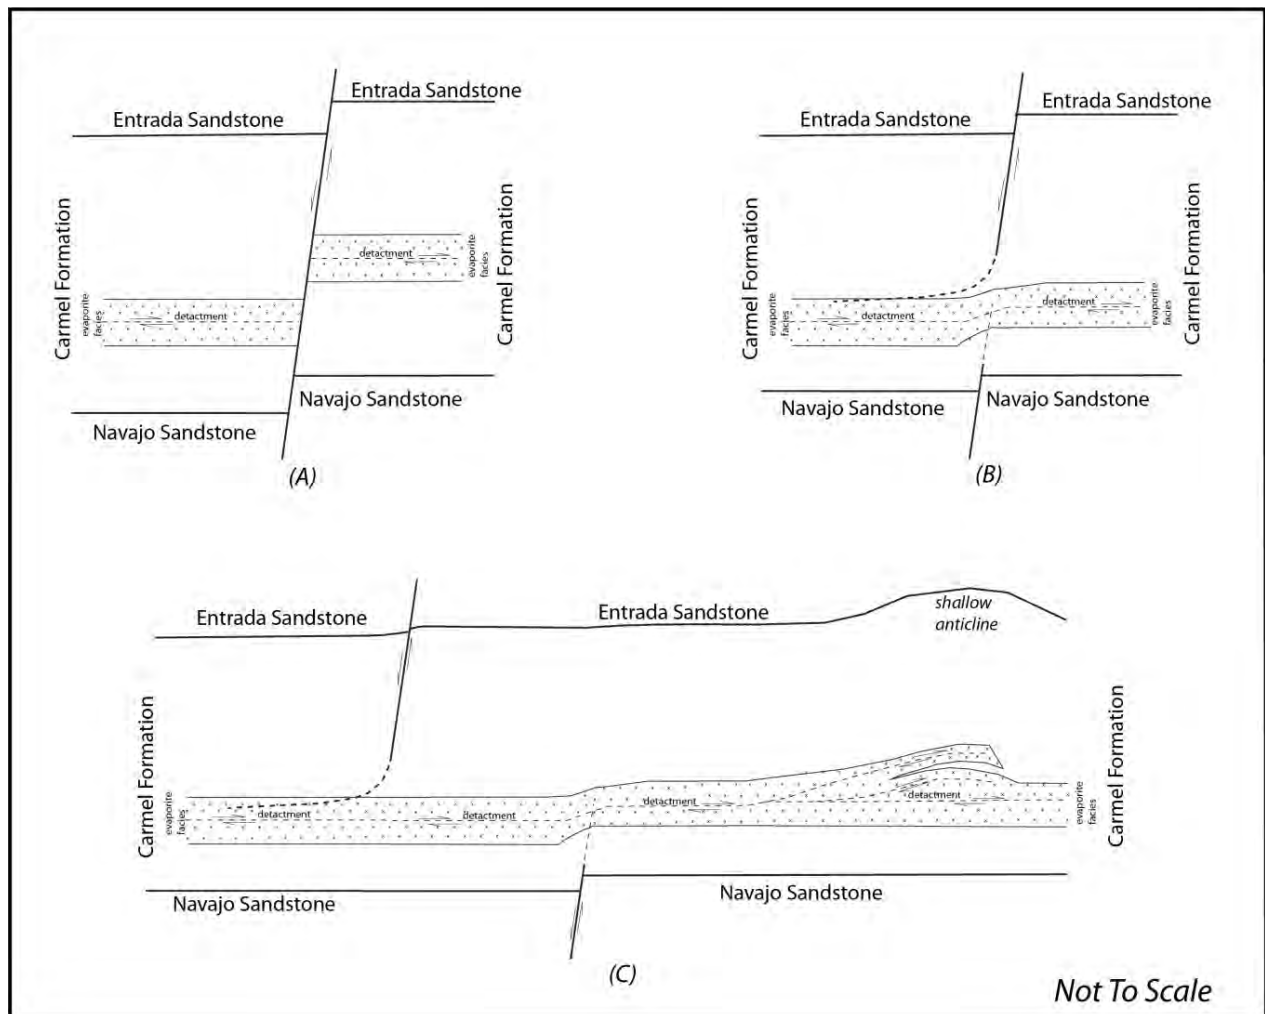 Entrada Sandstone
Entrada Sandstone
Carmel Formation
evaporite
facies
detactment
detactment
evaporite
facies
Carmel Formation
Navajo Sandstone
Navajo Sandstone
(A)
Entrada Sandstone
Entrada Sandstone
Carmel Formation
evaporite
facies
detactment
detactment
evaporite
facies
Carmel Formation
Navajo Sandstone
Navajo Sandstone
(B)
Entrada Sandstone
Entrada Sandstone
shallow
anticline
Carmel Formation
evaporite
facies
detactment
detactment
detactment
detactment
evaporite
facies
Carmel Formation
Navajo Sandstone
Navajo Sandstone
(C)
Not To Scale